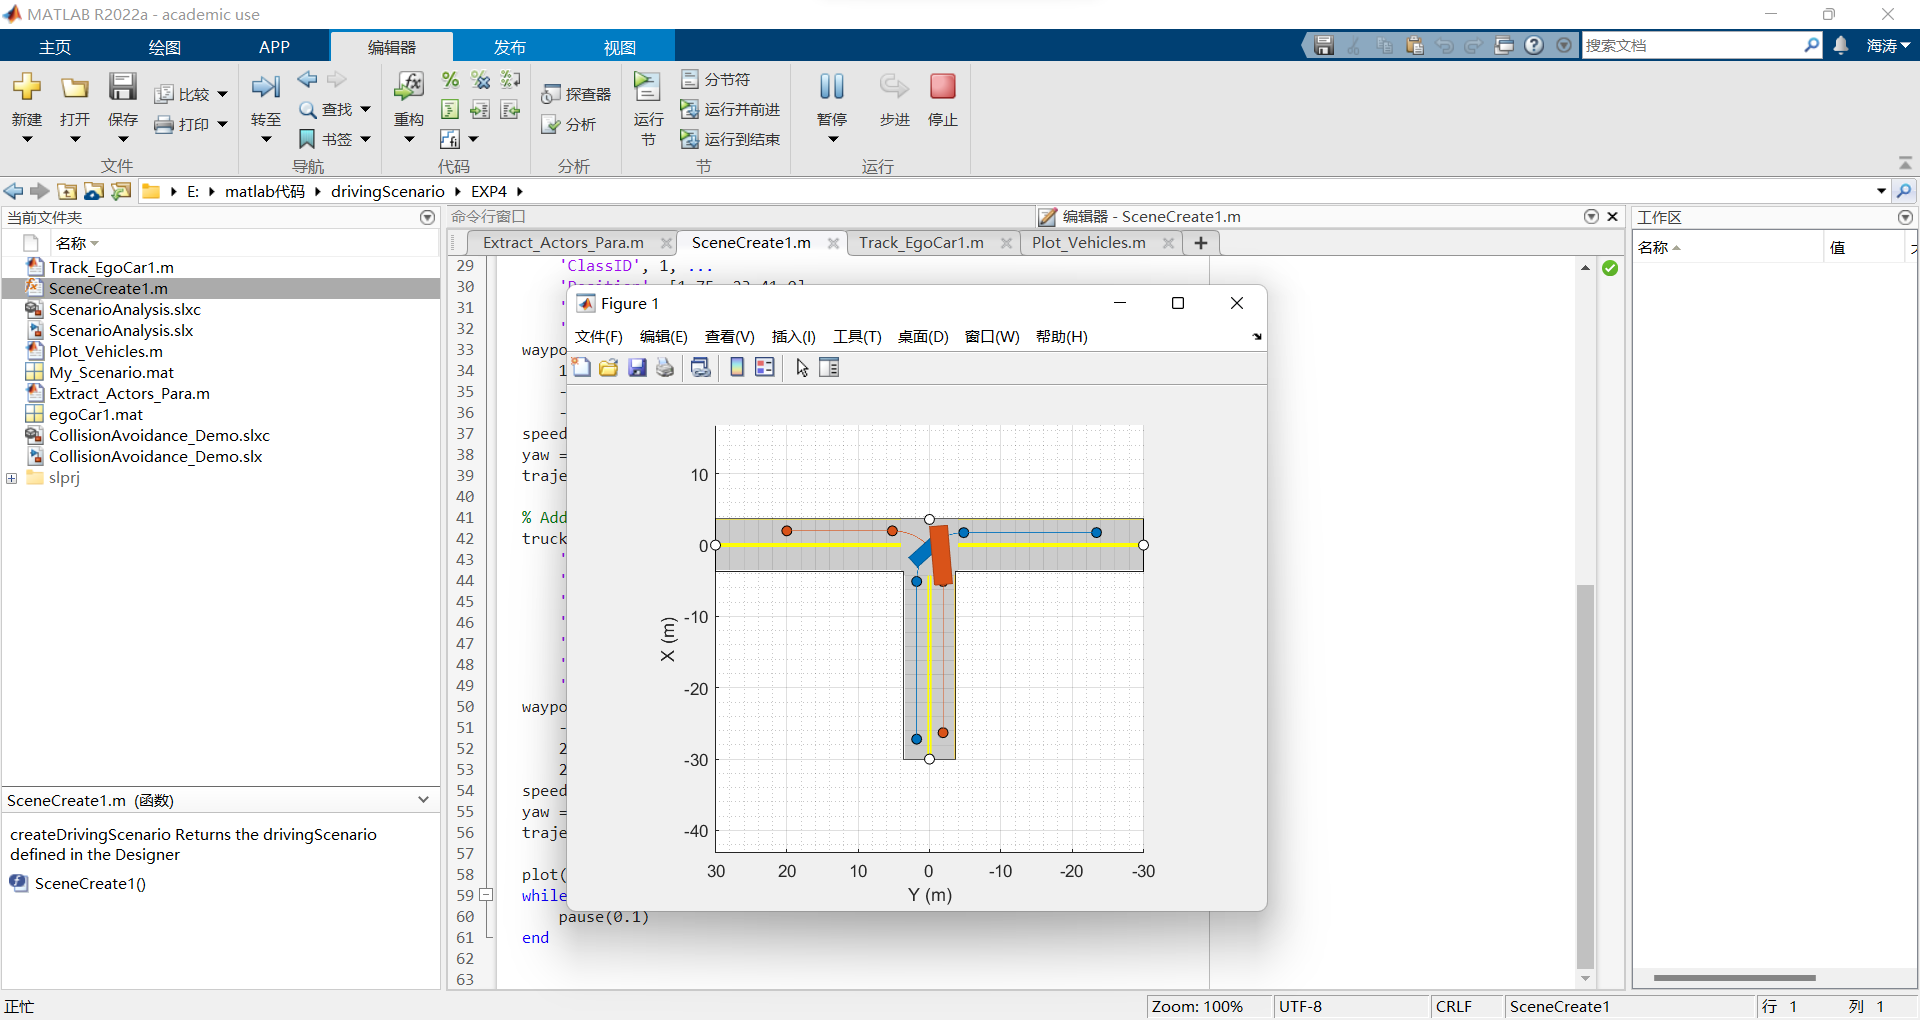 MATLAB R2022a - academic use
主页 绘图 APP 编辑器 发布 视图 搜索文档 海涛
新建 打开 保存 比较 打印 转至 查找 书签 重构 探查器 分析 运行节 分节符 运行并前进 运行到结束 暂停 步进 停止
文件 导航 代码 分析 节 运行
E: matlab代码 drivingScenario EXP4
当前文件夹
名称
Track_EgoCar1.m
SceneCreate1.m
ScenarioAnalysis.slxc
ScenarioAnalysis.slx
Plot_Vehicles.m
My_Scenario.mat
Extract_Actors_Para.m
egoCar1.mat
CollisionAvoidance_Demo.slxc
CollisionAvoidance_Demo.slx
slprj
SceneCreate1.m (函数)
createDrivingScenario Returns the drivingScenario
defined in the Designer
SceneCreate1()
命令行窗口 编辑器 - SceneCreate1.m
Extract_Actors_Para.m SceneCreate1.m Track_EgoCar1.m Plot_Vehicles.m +
29 'ClassID', 1, ...
30
31 '
32 '
33 waypo
34 1
35 -
36 -
37 speed
38 yaw =
39 traje
40
41 % Add
42 truck
43 '
44 '
45 '
46 '
47 '
48 '
49 '
50 waypo
51 -
52 2
53 2
54 speed
55 yaw =
56 traje
57
58 plot(
59 while
60 pause(0.1)
61 end
62
63
Figure 1
文件(F) 编辑(E) 查看(V) 插入(I) 工具(T) 桌面(D) 窗口(W) 帮助(H)
10
0
-10
-20
-30
-40
X (m)
30 20 10 0 -10 -20 -30
Y (m)
工作区
名称 值
正忙 Zoom: 100% UTF-8 CRLF SceneCreate1 行 1 列 1